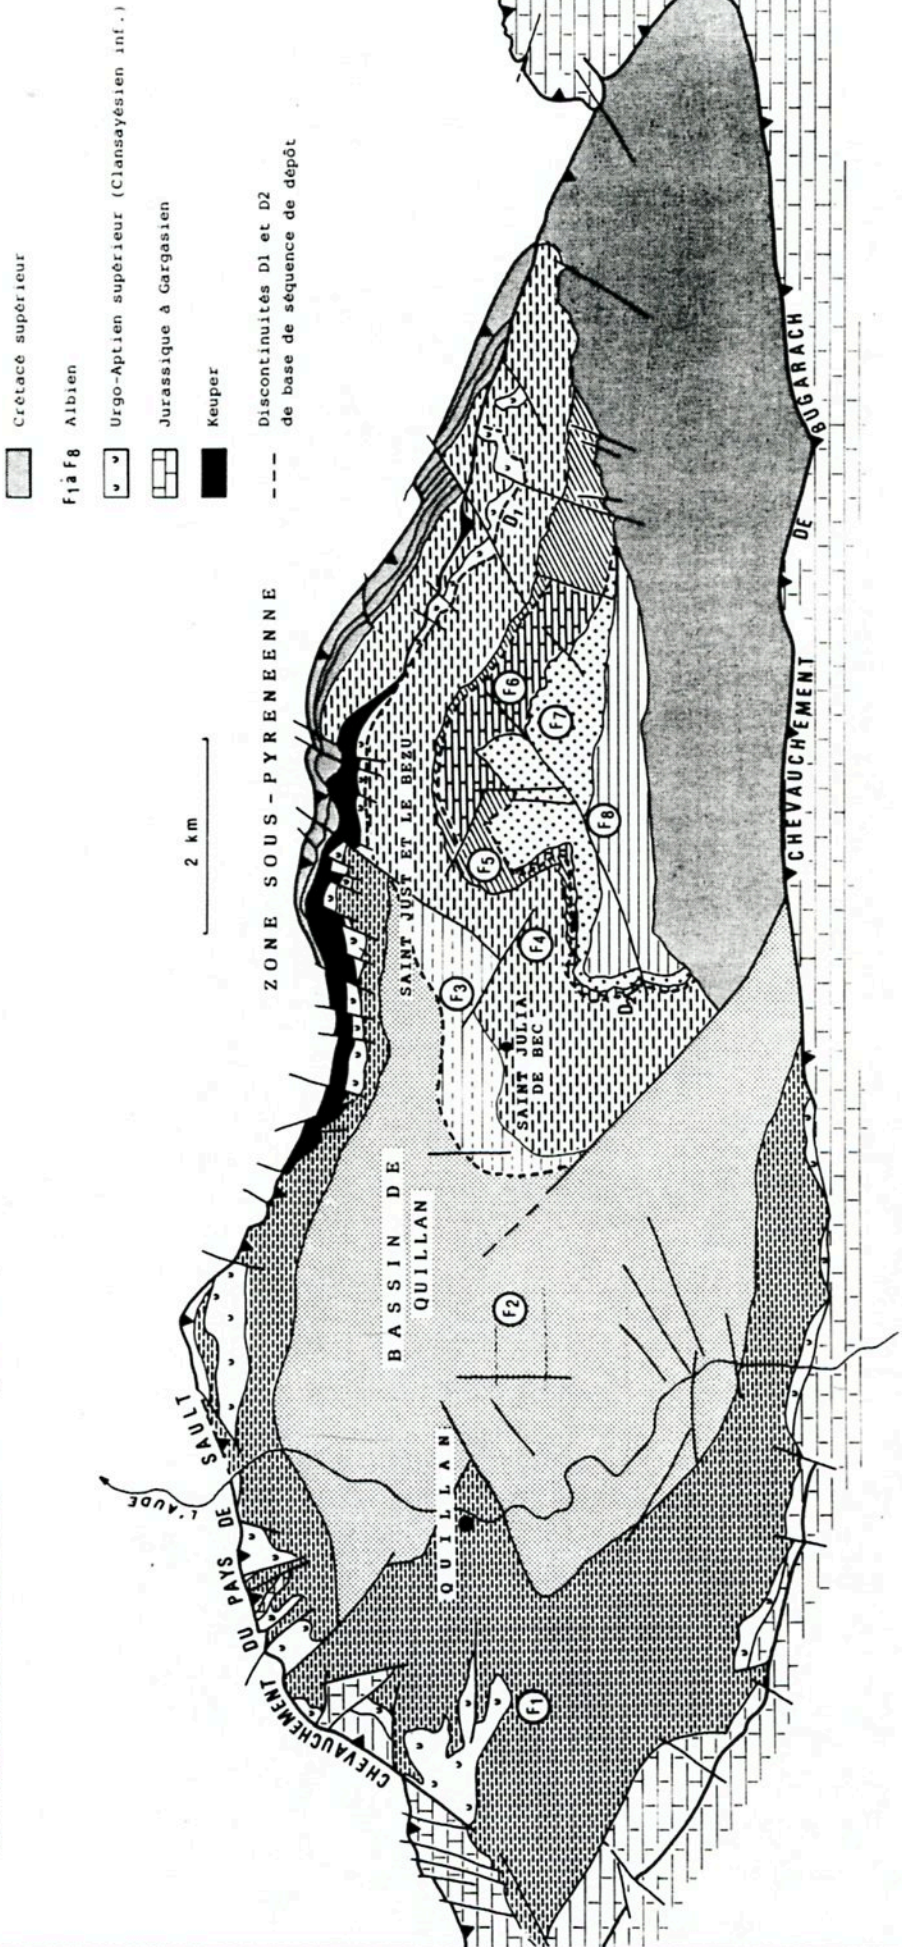 Crétacé supérieur
F1 à F8 Albien
Urgo-Aptien supérieur (Clansayésien inf.)
Jurassique à Gargasien
Keuper
Discontinuités D1 et D2
de base de séquence de dépôt
2 km
ZONE SOUS-PYRENEENNE
CHEVAUCHEMENT DU PAYS DE SAULT
L'AUDE
BASSIN DE
QUILLAN
QUILLAN
SAINT JUST ET LE BEZU
SAINT JULIA
DE BEC
F1
F2
F3
F4
F5
F6
F7
F8
D1
CHEVAUCHEMENT DE BUGARACH